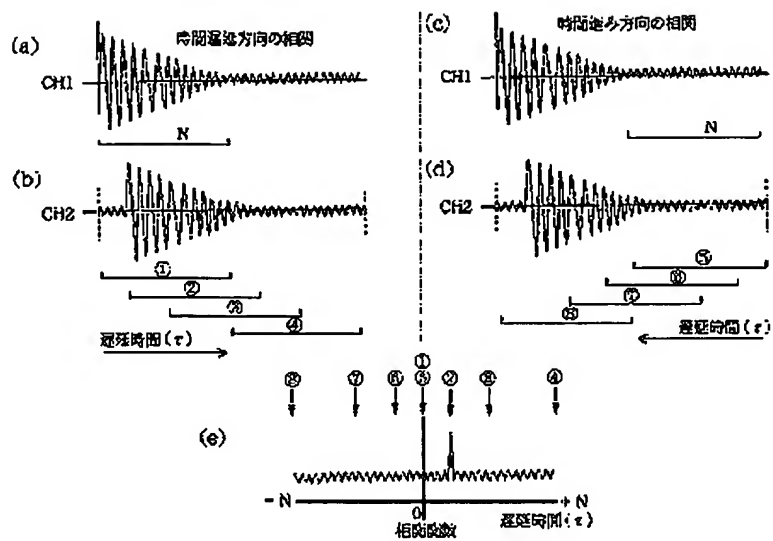 (a)
時間遅延方向の相関
CH1
N
(b)
CH2
①
②
③
④
遅延時間(τ)
(c)
時間進み方向の相関
CH1
N
(d)
CH2
⑤
⑥
⑦
⑧
遅延時間(τ)
①
⑧ ⑦ ⑥ ⑤ ② ③ ④
(e)
-N
0
+N
相関関数
遅延時間(τ)